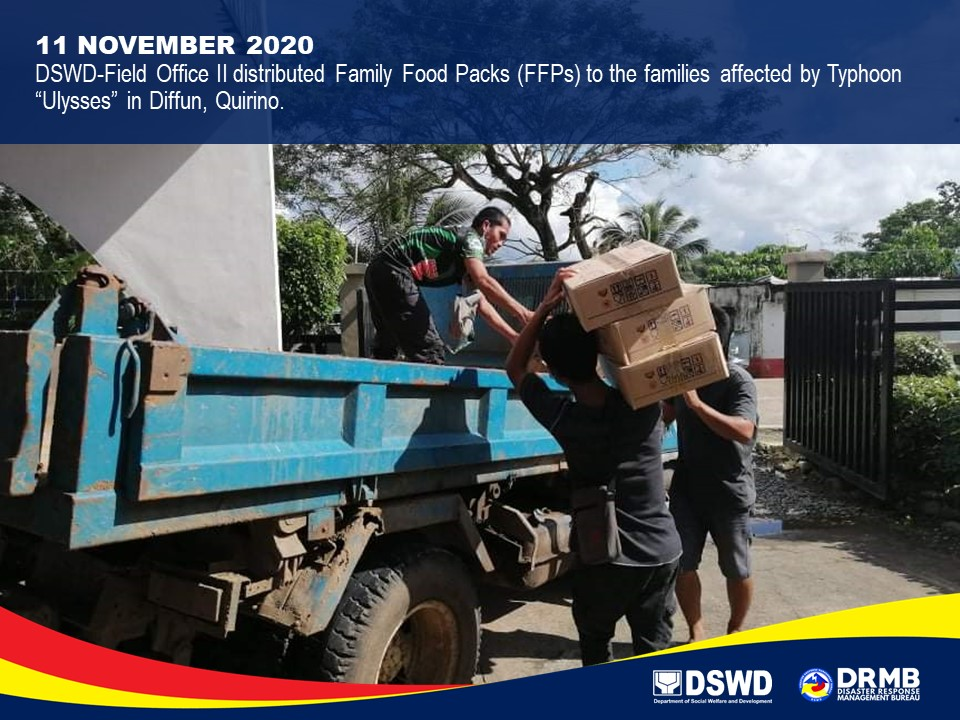 11 NOVEMBER 2020
DSWD-Field Office II distributed Family Food Packs (FFPs) to the families affected by Typhoon
“Ulysses” in Diffun, Quirino.
DSWD
Department of Social Welfare and Development
DRMB
DISASTER RESPONSE
MANAGEMENT BUREAU